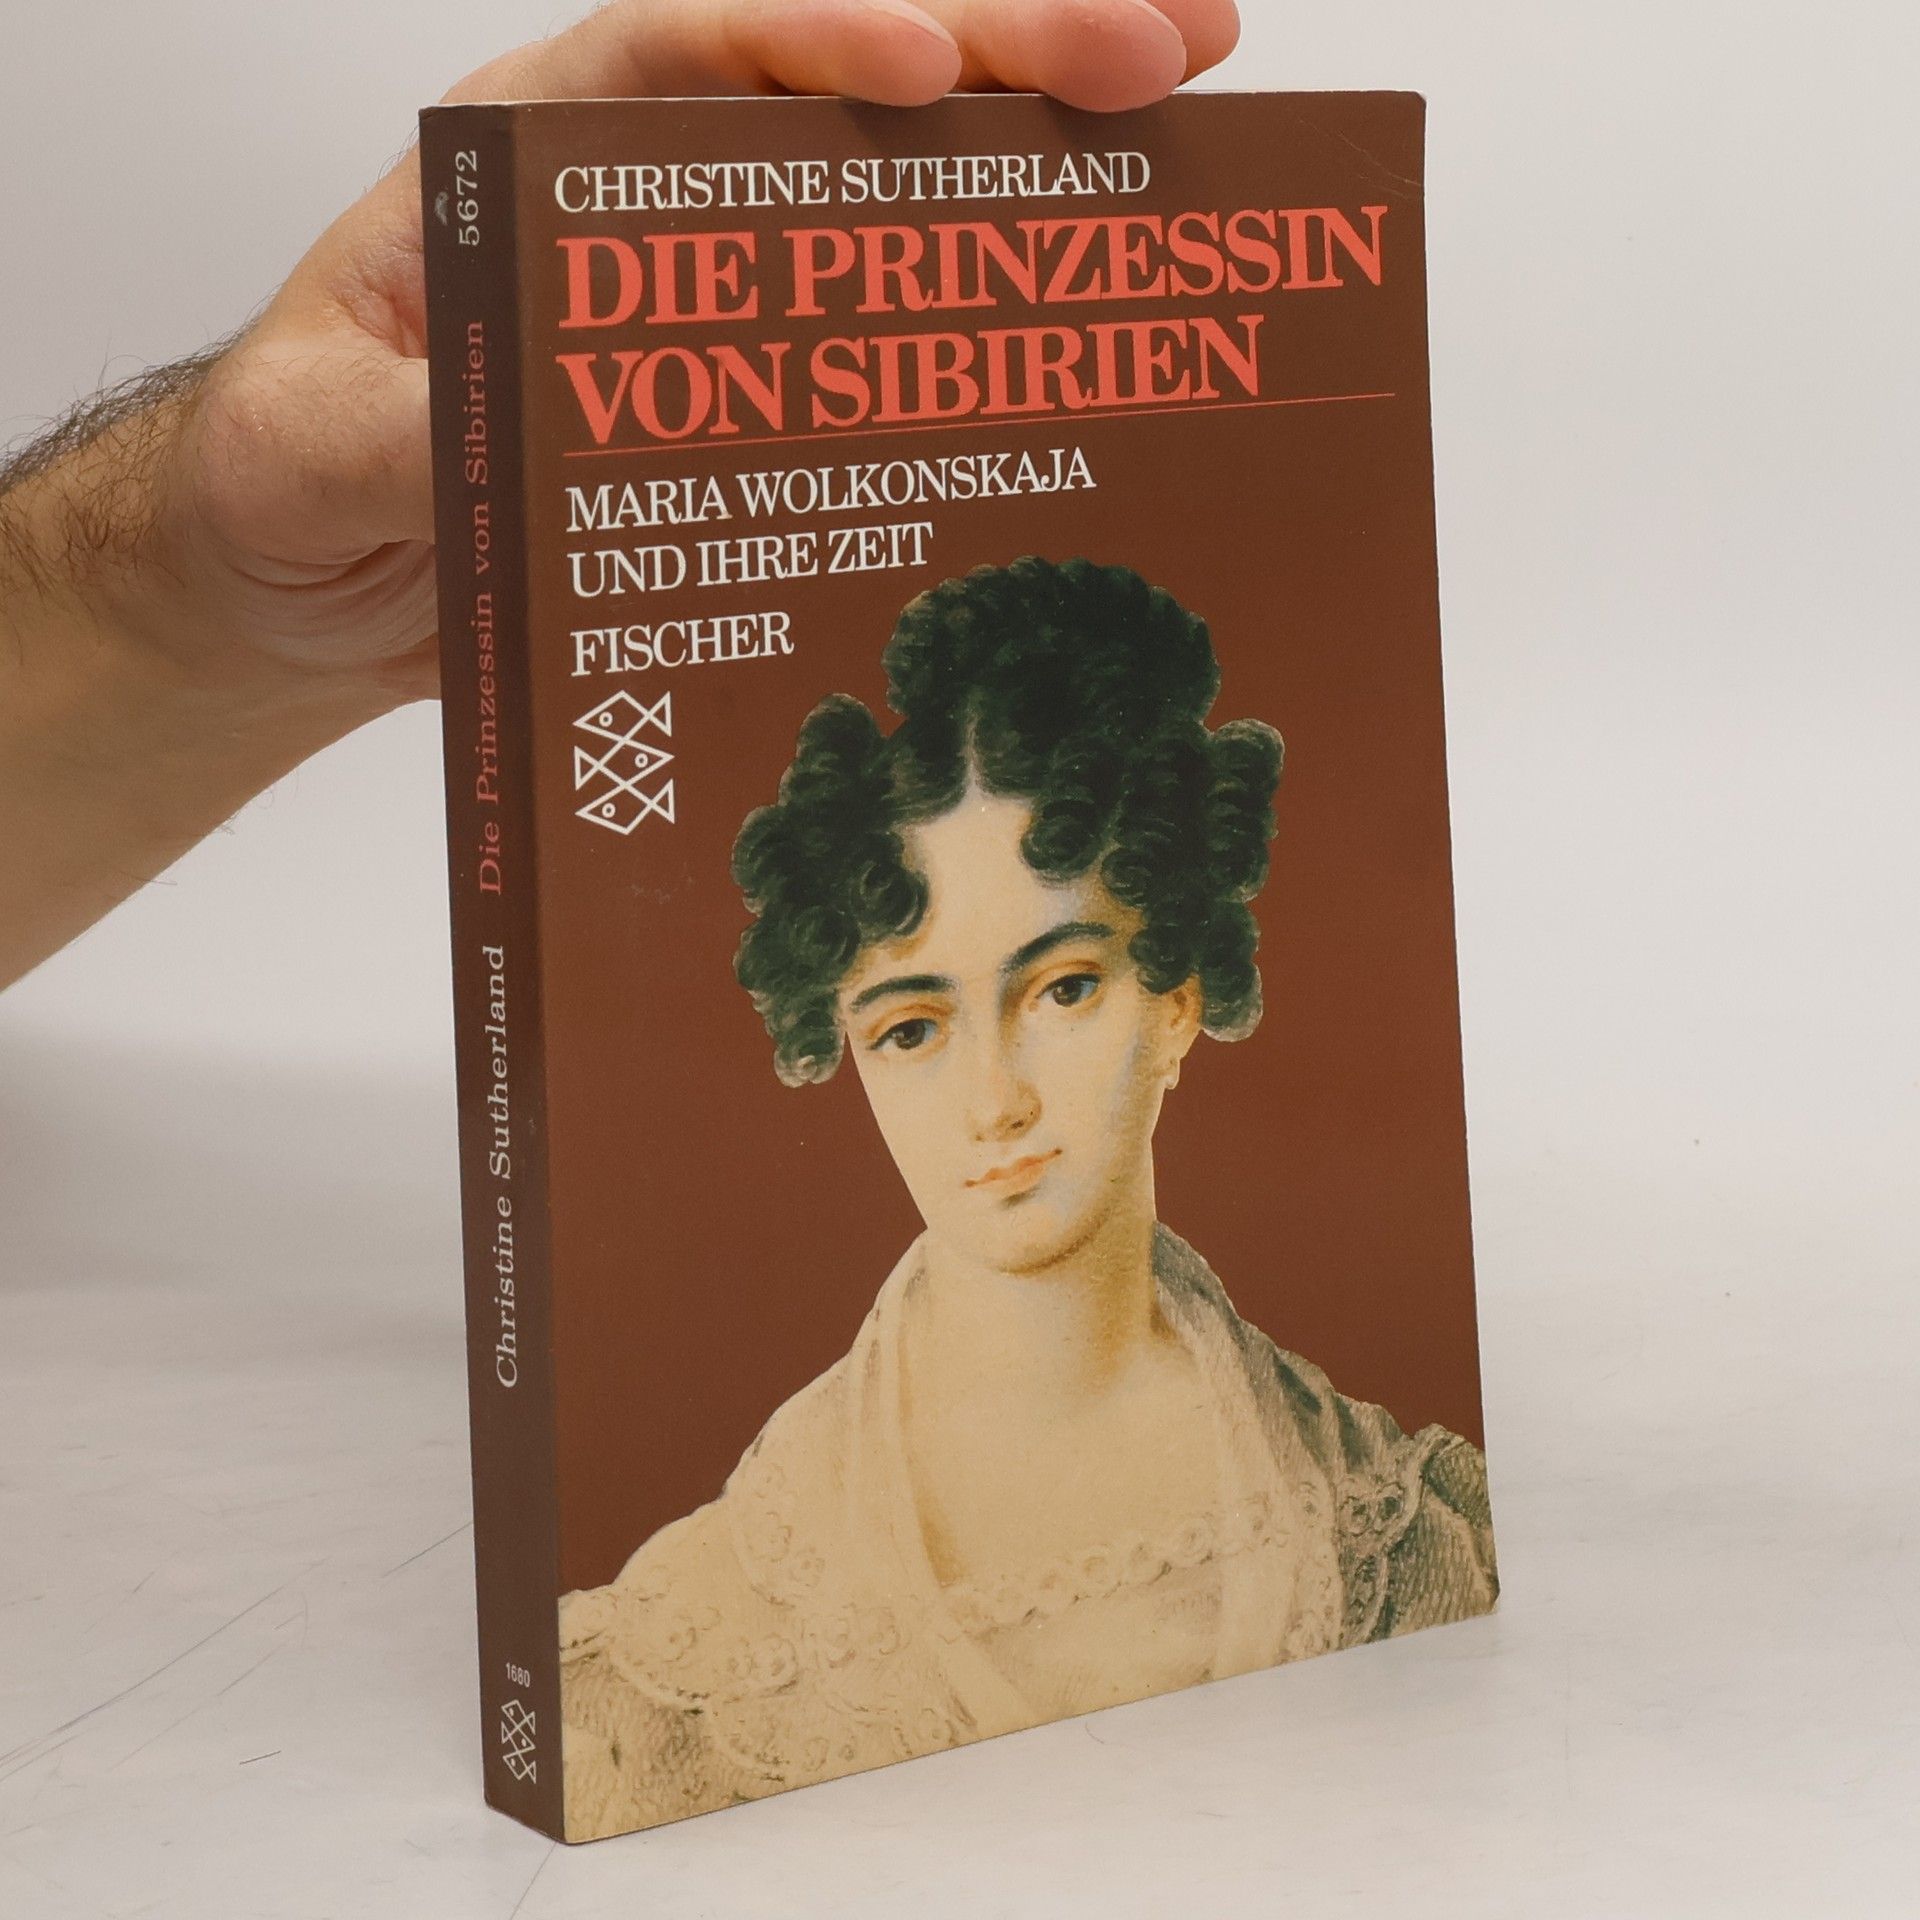 CHRISTINE SUTHERLAND
DIE PRINZESSIN
VON SIBIRIEN
MARIA WOLKONSKAJA
UND IHRE ZEIT
FISCHER
Christine Sutherland Die Prinzessin von Sibirien 5672
1680